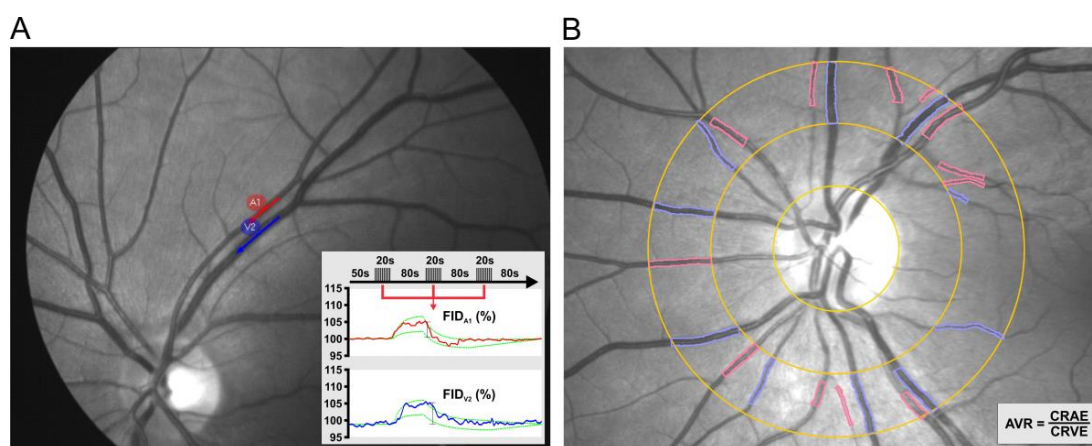 A
B
A1
V2
20s 20s 20s
50s 80s 80s 80s
115
110
105
100
95
FIDA1 (%)
115
110
105
100
95
FIDV2 (%)
AVR = CRAE
CRVE